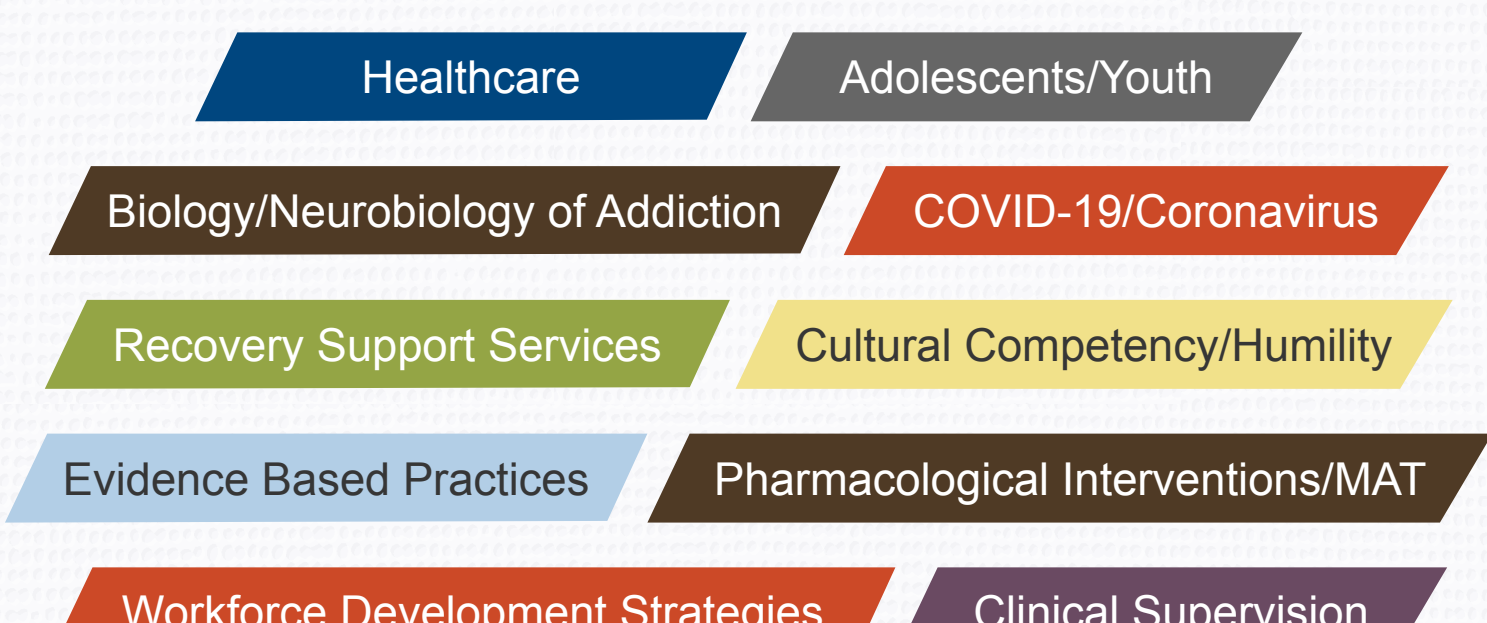 Healthcare
Adolescents/Youth
Biology/Neurobiology of Addiction
COVID-19/Coronavirus
Recovery Support Services
Cultural Competency/Humility
Evidence Based Practices
Pharmacological Interventions/MAT
Workforce Development Strategies
Clinical Supervision